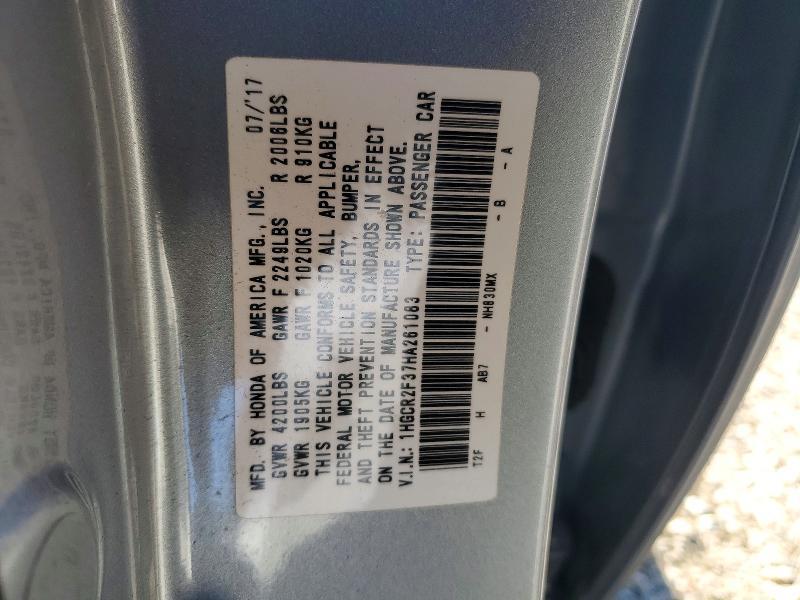 MFD. BY HONDA OF AMERICA MFG., INC. 07/'17
GVWR 4200LBS GAWR F 2249LBS R 2006LBS
GVWR 1905KG GAWR F 1020KG R 910KG
THIS VEHICLE CONFORMS TO ALL APPLICABLE
FEDERAL MOTOR VEHICLE SAFETY, BUMPER,
AND THEFT PREVENTION STANDARDS IN EFFECT
ON THE DATE OF MANUFACTURE SHOWN ABOVE.
V.I.N.: 1HGCR2F37HA261083 TYPE: PASSENGER CAR
T2F H AB7 - NH830MX - B - A